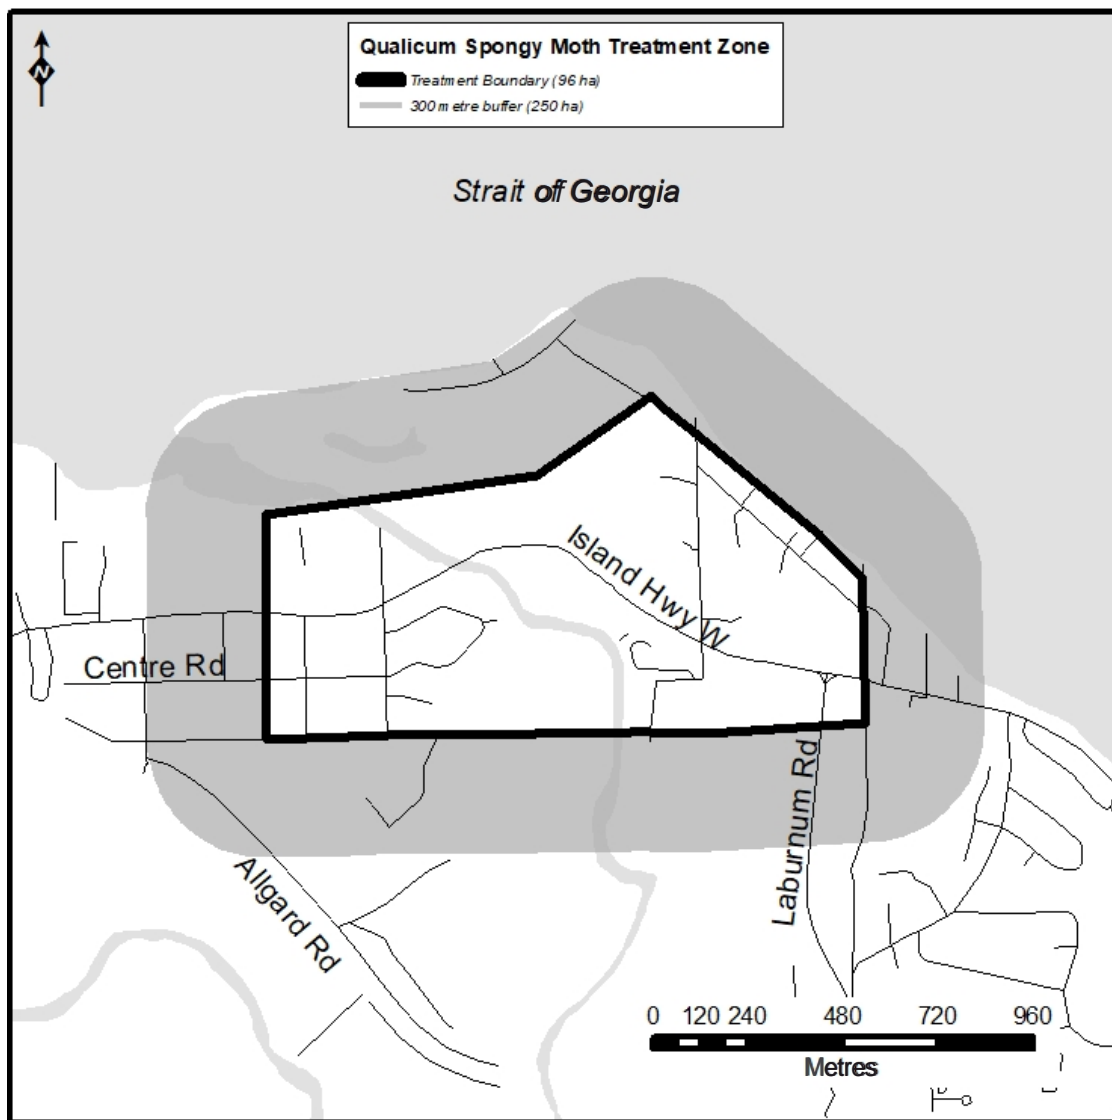 N
Qualicum Spongy Moth Treatment Zone
Treatment Boundary (96 ha)
300 metre buffer (250 ha)
Strait off Georgia
Island Hwy W
Centre Rd
Laburnum Rd
Allgard Rd
0 120 240 480 720 960
Metres